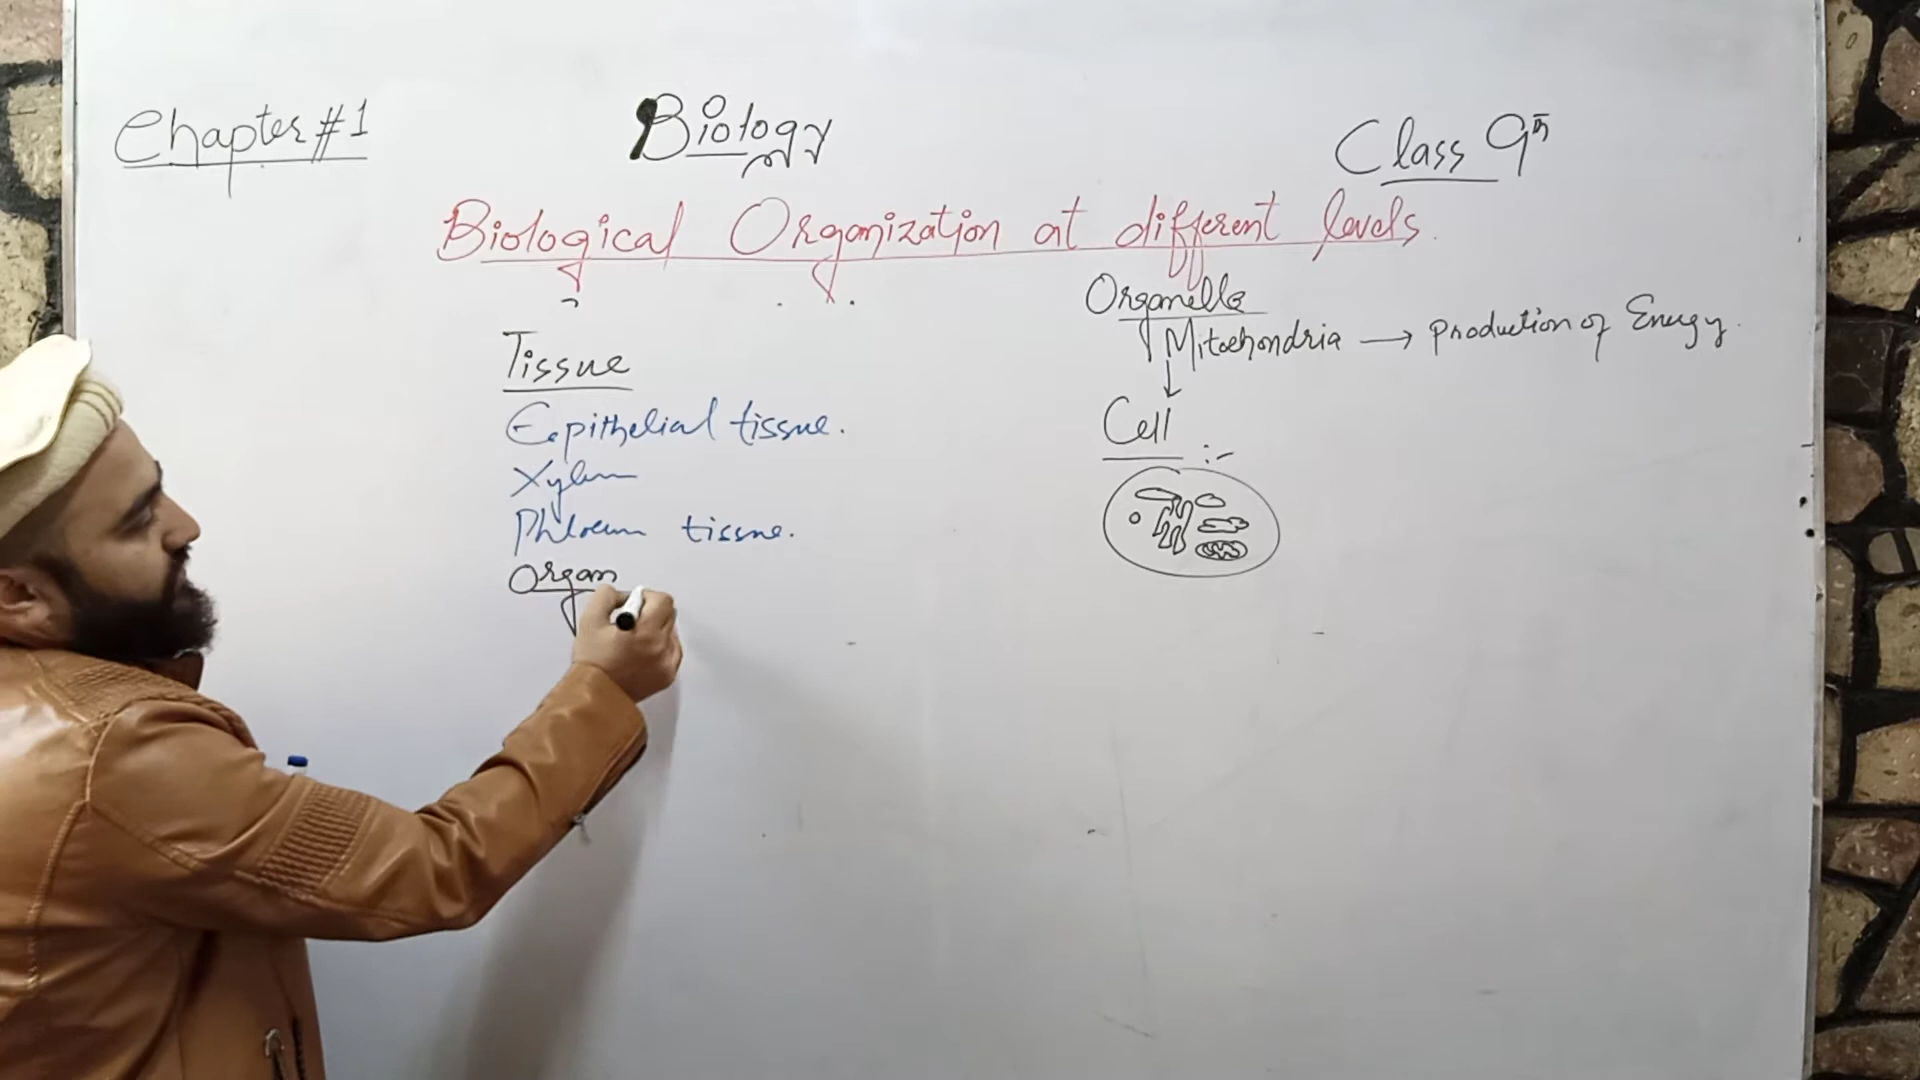 Chapter #1
Biology
Class 9th
Biological Organization at different levels.
Tissue
Epithelial tissue.
Xylem
Phloem tissue.
Organ
Organelle
Mitochondria → Production of Energy.
Cell :-